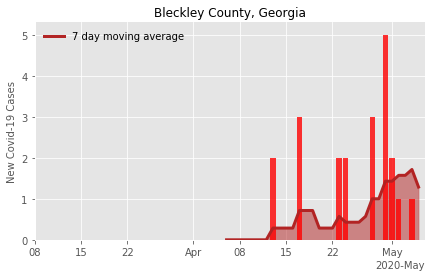 Bleckley County, Georgia
7 day moving average
New Covid-19 Cases
5
4
3
2
1
0
08 15 22 Apr 08 15 22 May
2020-May